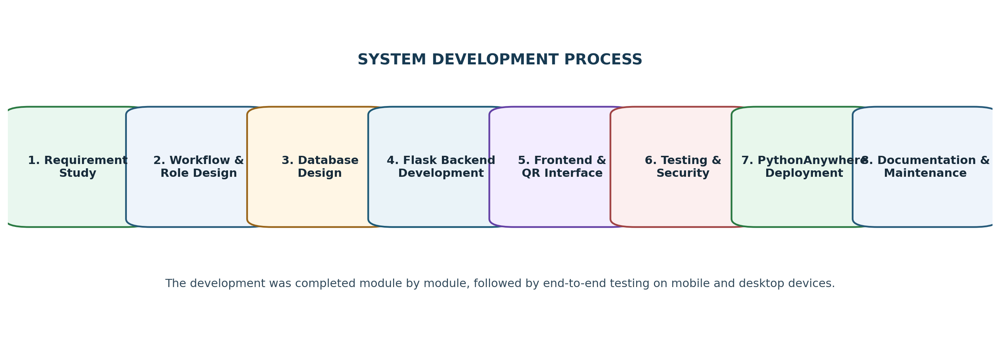 SYSTEM DEVELOPMENT PROCESS
1. Requirement
Study
2. Workflow &
Role Design
3. Database
Design
4. Flask Backend
Development
5. Frontend &
QR Interface
6. Testing &
Security
7. PythonAnywhere
Deployment
8. Documentation &
Maintenance
The development was completed module by module, followed by end-to-end testing on mobile and desktop devices.